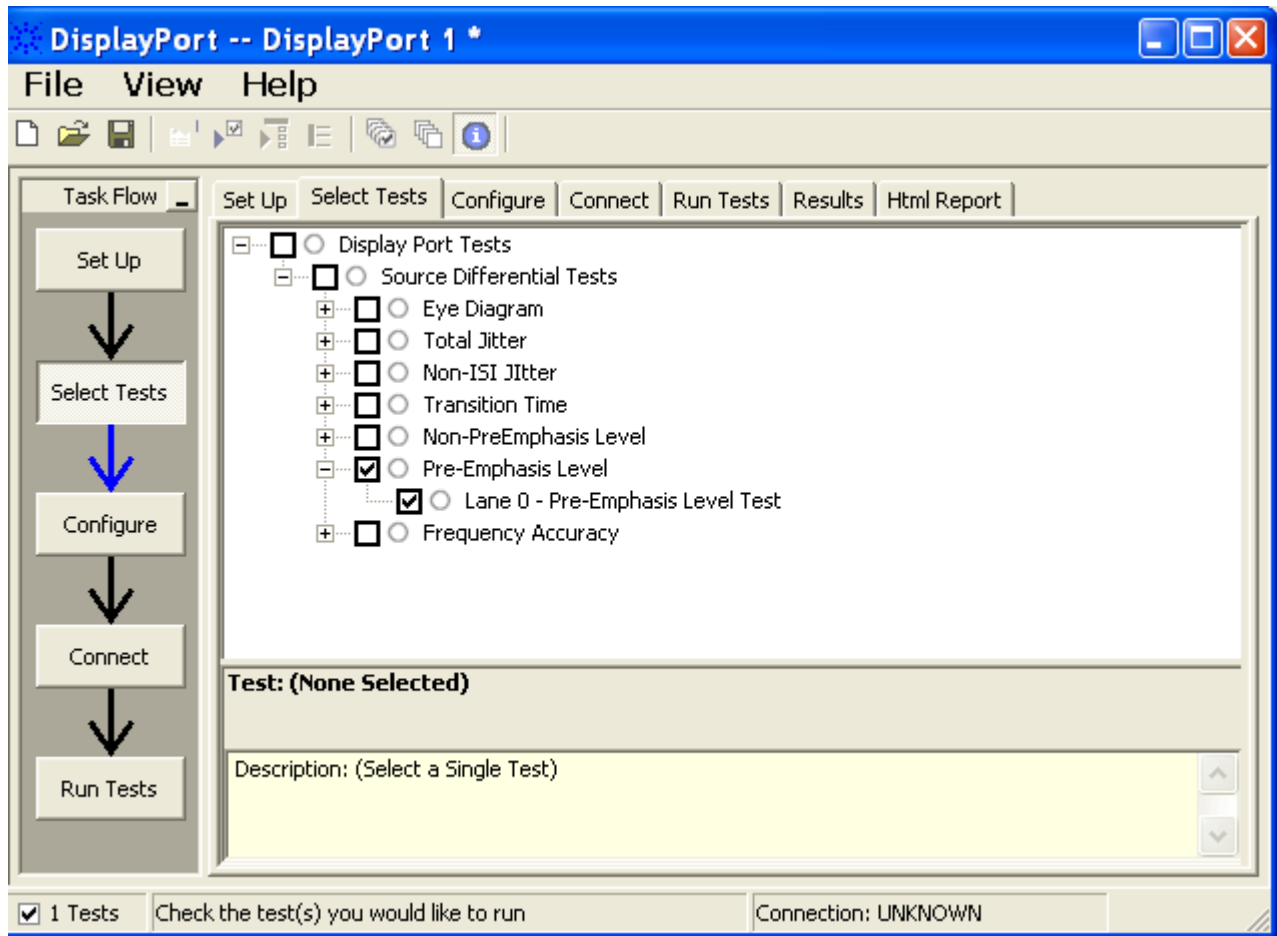 DisplayPort -- DisplayPort 1 *
File View Help
Task Flow
Set Up
Select Tests
Configure
Connect
Run Tests
Set Up Select Tests Configure Connect Run Tests Results Html Report
Display Port Tests
Source Differential Tests
Eye Diagram
Total Jitter
Non-ISI JItter
Transition Time
Non-PreEmphasis Level
Pre-Emphasis Level
Lane 0 - Pre-Emphasis Level Test
Frequency Accuracy
Test: (None Selected)
Description: (Select a Single Test)
1 Tests Check the test(s) you would like to run Connection: UNKNOWN